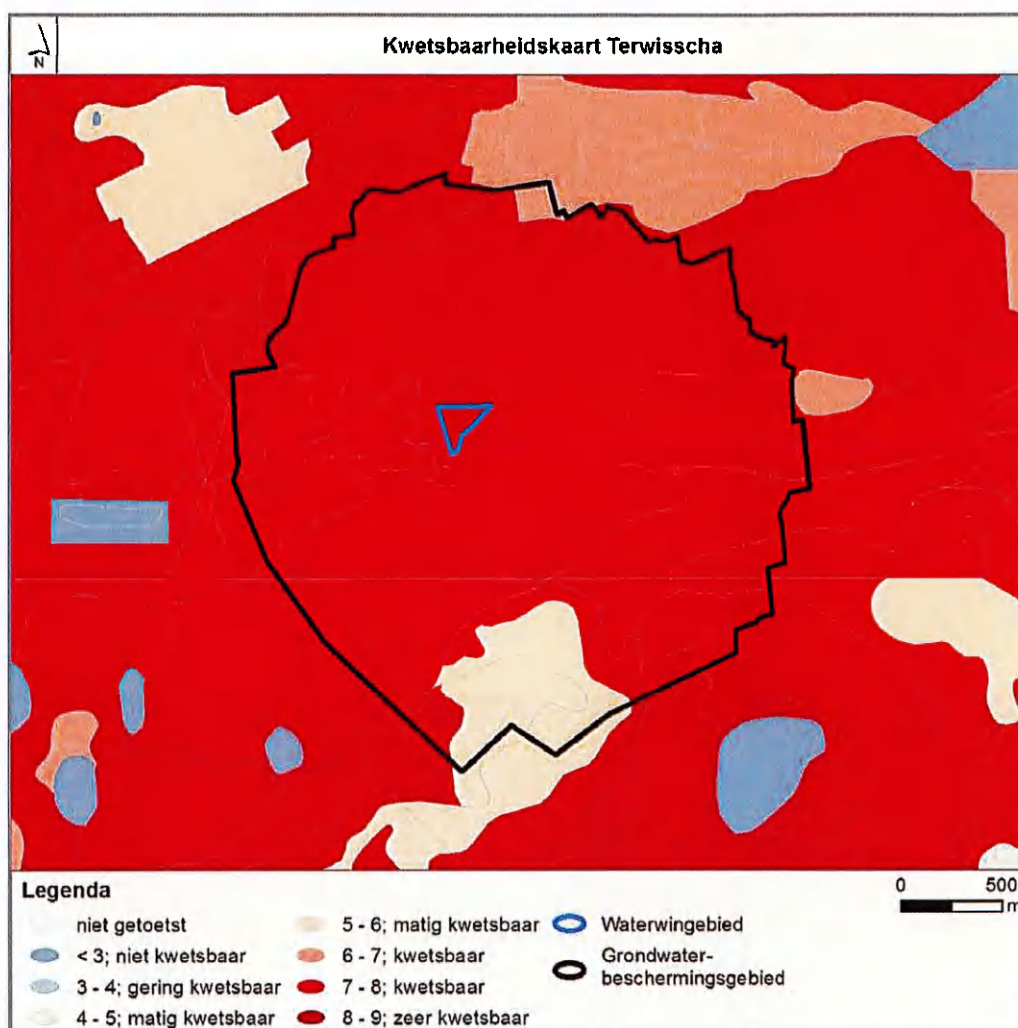 N
Kwetsbaarheidskaart Terwisscha
Legenda
niet getoetst
< 3; niet kwetsbaar
3 - 4; gering kwetsbaar
4 - 5; matig kwetsbaar
5 - 6; matig kwetsbaar
6 - 7; kwetsbaar
7 - 8; kwetsbaar
8 - 9; zeer kwetsbaar
Waterwingebied
Grondwater-
beschermingsgebied
0 500
m